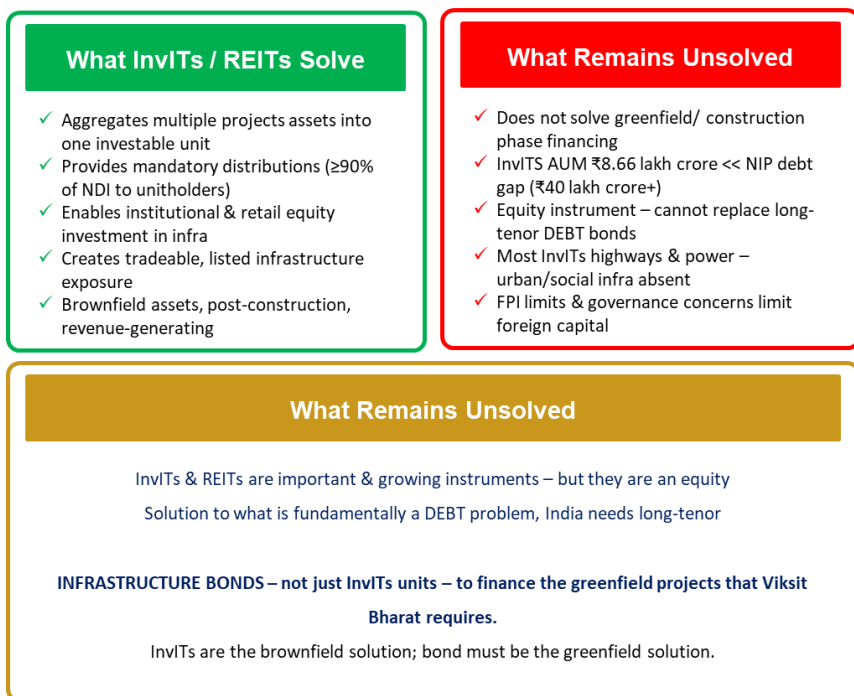 What InvITs / REITs Solve
✓ Aggregates multiple projects assets into
one investable unit
✓ Provides mandatory distributions (≥90%
of NDI to unitholders)
✓ Enables institutional & retail equity
investment in infra
✓ Creates tradeable, listed infrastructure
exposure
✓ Brownfield assets, post-construction,
revenue-generating
What Remains Unsolved
✓ Does not solve greenfield/ construction
phase financing
✓ InvITS AUM ₹8.66 lakh crore << NIP debt
gap (₹40 lakh crore+)
✓ Equity instrument – cannot replace long-
tenor DEBT bonds
✓ Most InvITs highways & power –
urban/social infra absent
✓ FPI limits & governance concerns limit
foreign capital
What Remains Unsolved
InvITs & REITs are important & growing instruments – but they are an equity
Solution to what is fundamentally a DEBT problem, India needs long-tenor
INFRASTRUCTURE BONDS – not just InvITs units – to finance the greenfield projects that Viksit
Bharat requires.
InvITs are the brownfield solution; bond must be the greenfield solution.